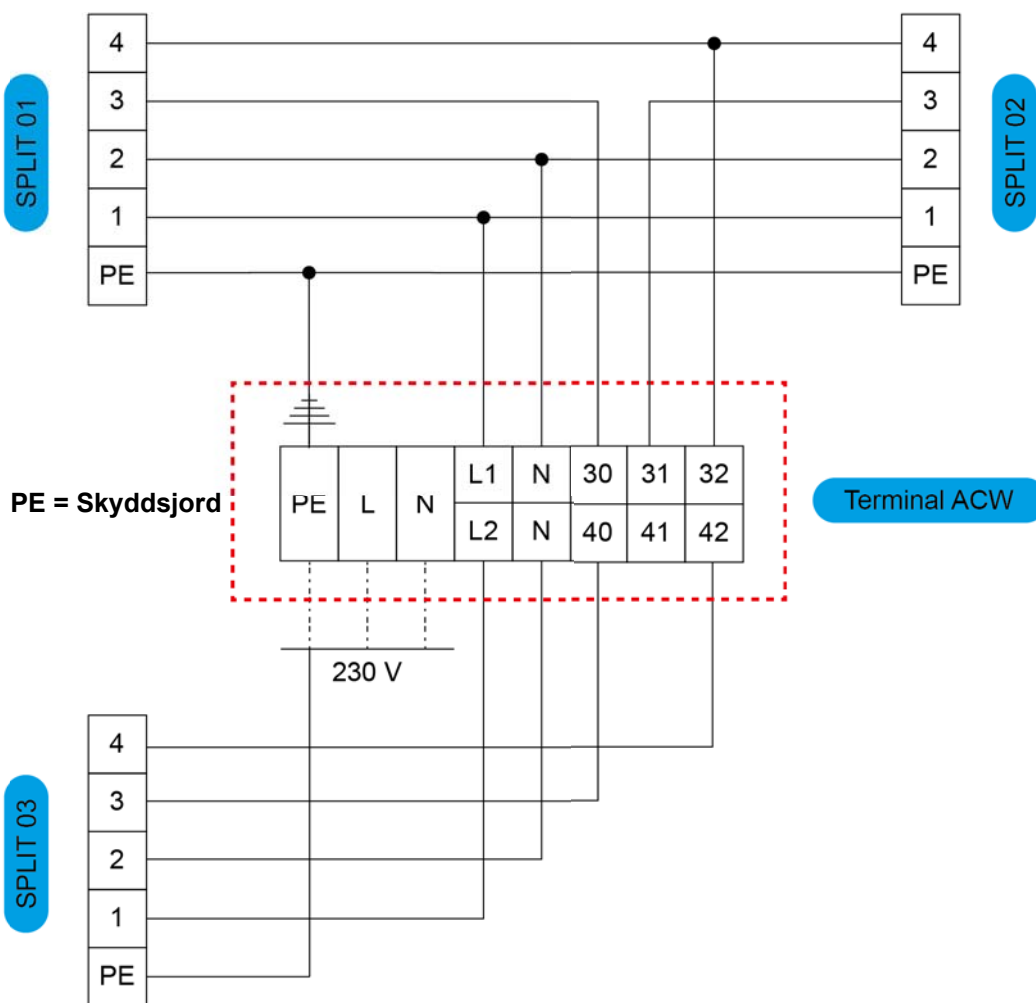 4 4
SPLIT 01 3 3 SPLIT 02
2 2
1 1
PE PE
PE = Skyddsjord PE L N L1 N 30 31 32 Terminal ACW
L2 N 40 41 42
230 V
4
SPLIT 03 3
2
1
PE